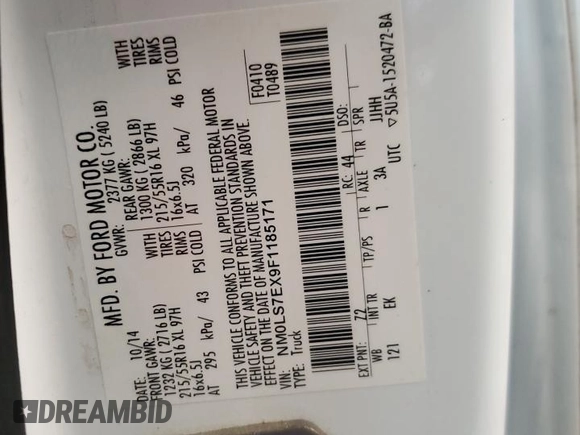 MFD. BY FORD MOTOR CO.
DATE: 10/14
GVWR: 2377 KG ( 5240 LB)
FRONT GAWR:
1232 KG ( 2716 LB)
215/55R16 XL 97H
16x6.5J
AT 295 kPa/ 43 PSI COLD
WITH
TIRES
RIMS
REAR GAWR:
1300 KG ( 2866 LB)
215/55R16 XL 97H
16x6.5J
AT 320 kPa/ 46 PSI COLD
WITH
TIRES
RIMS
THIS VEHICLE CONFORMS TO ALL APPLICABLE FEDERAL MOTOR
VEHICLE SAFETY AND THEFT PREVENTION STANDARDS IN
EFFECT ON THE DATE OF MANUFACTURE SHOWN ABOVE.
VIN: NM0LS7EX9F1185171
TYPE: Truck
F0410
T0489
EXT PNT: 7Z RC: 44 DSO:
WB INT TR TP/PS R AXLE TR SPR
121 EK 1 3A JJHH
UTC ▽5U5A-1520472-BA
DREAMBID